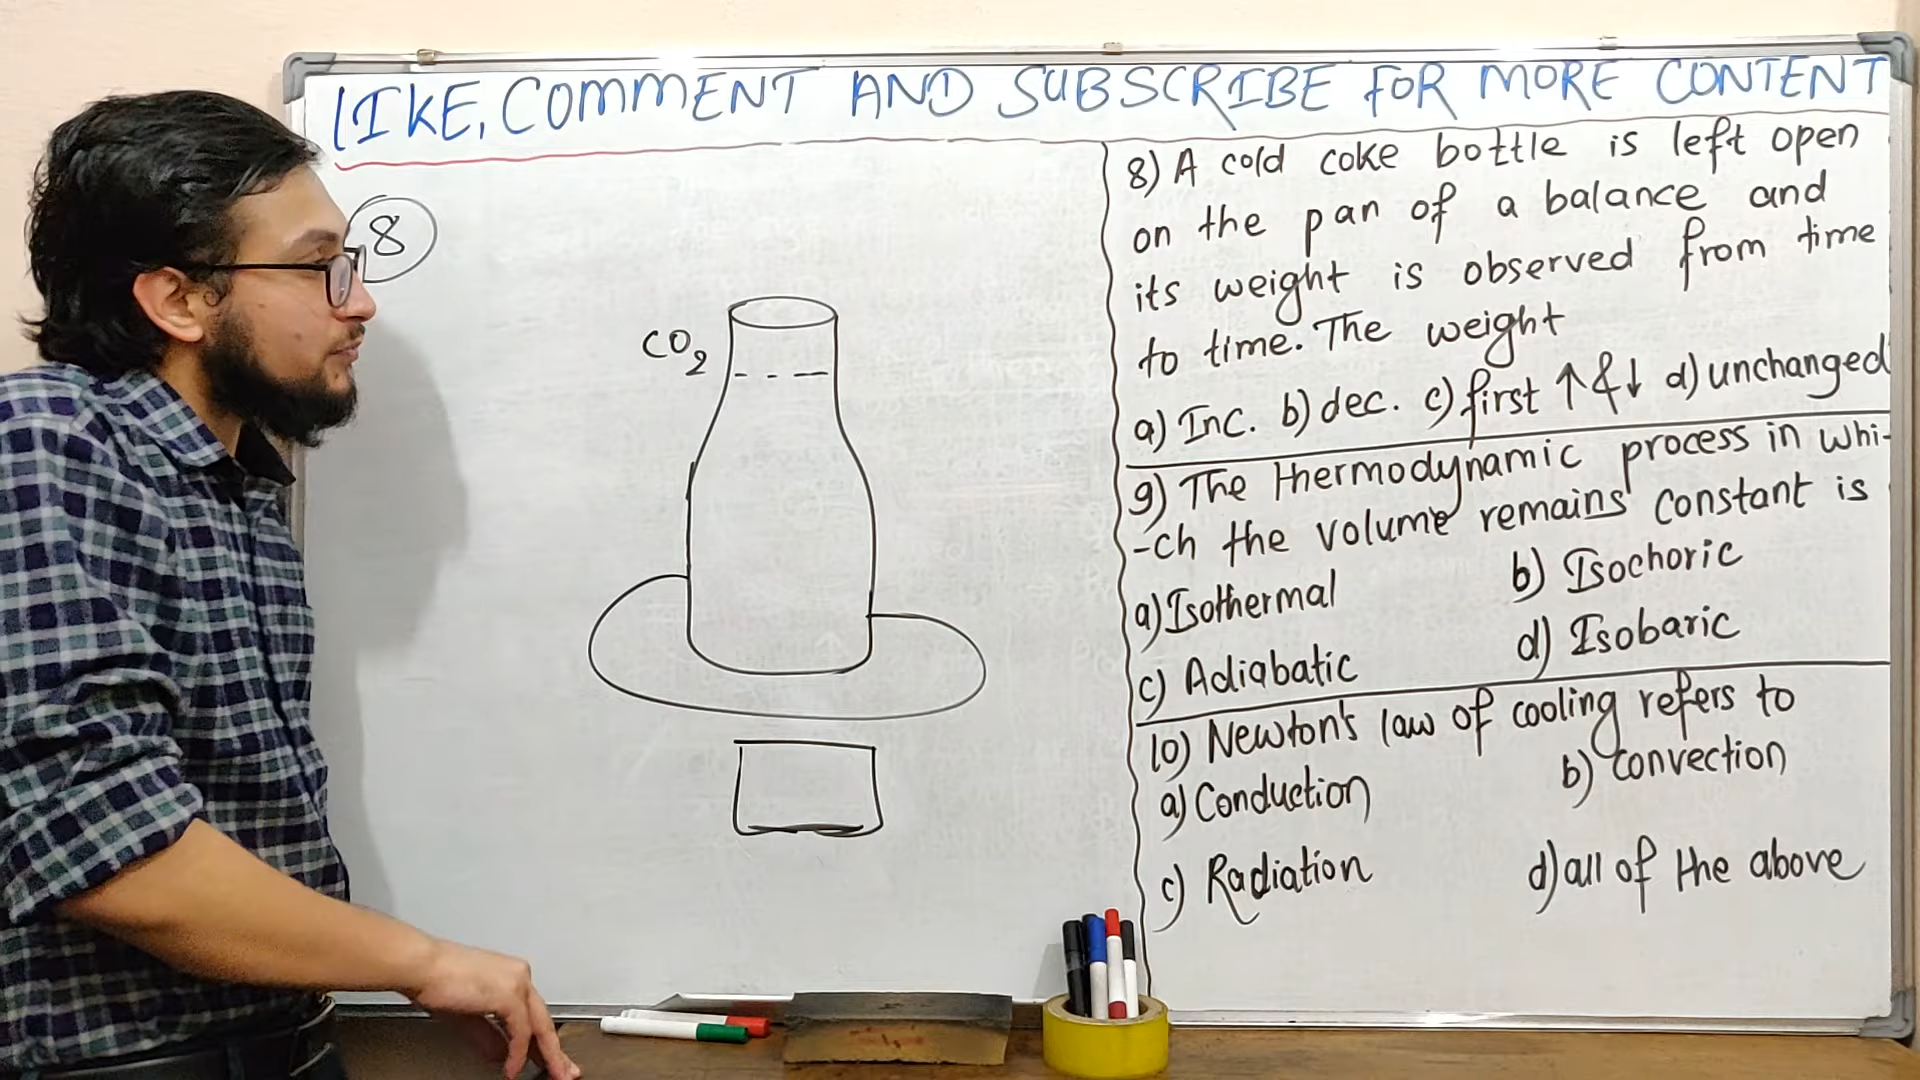 LIKE, COMMENT AND SUBSCRIBE FOR MORE CONTENT
8
CO2
8) A cold coke bottle is left open
on the pan of a balance and
its weight is observed from time
to time. The weight
a) Inc. b) dec. c) first ↑ & ↓ d) unchanged
9) The thermodynamic process in whi-
-ch the volume remains constant is
a) Isothermal b) Isochoric
c) Adiabatic d) Isobaric
10) Newton's law of cooling refers to
a) Conduction b) Convection
c) Radiation d) all of the above